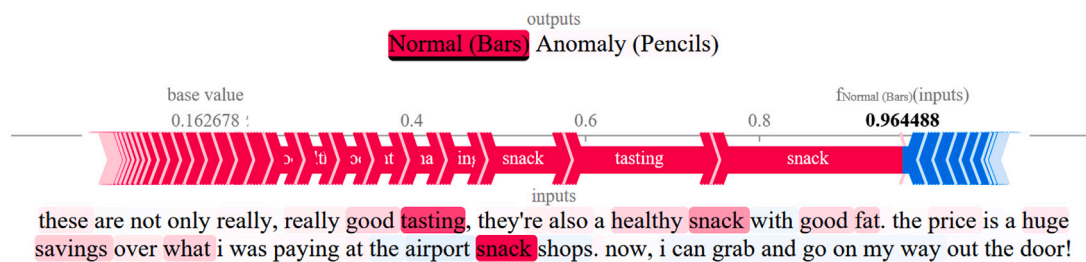 outputs
Normal (Bars) Anomaly (Pencils)
base value fNormal (Bars)(inputs)
0.162678 0.4 0.6 0.8 0.964488
snack tasting snack
inputs
these are not only really, really good tasting, they're also a healthy snack with good fat. the price is a huge
savings over what i was paying at the airport snack shops. now, i can grab and go on my way out the door!